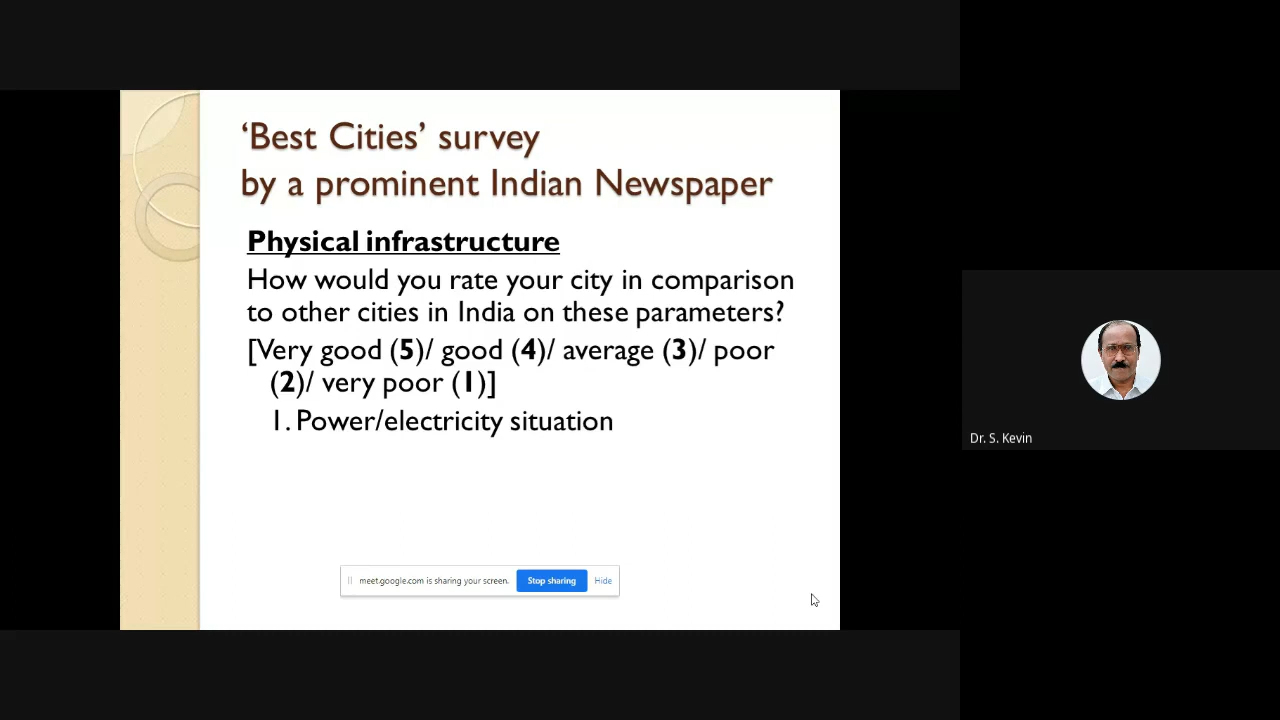 ‘Best Cities’ survey
by a prominent Indian Newspaper
Physical infrastructure
How would you rate your city in comparison
to other cities in India on these parameters?
[Very good (5)/ good (4)/ average (3)/ poor
(2)/ very poor (1)]
1. Power/electricity situation
meet.google.com is sharing your screen.
Stop sharing
Hide
Dr. S. Kevin